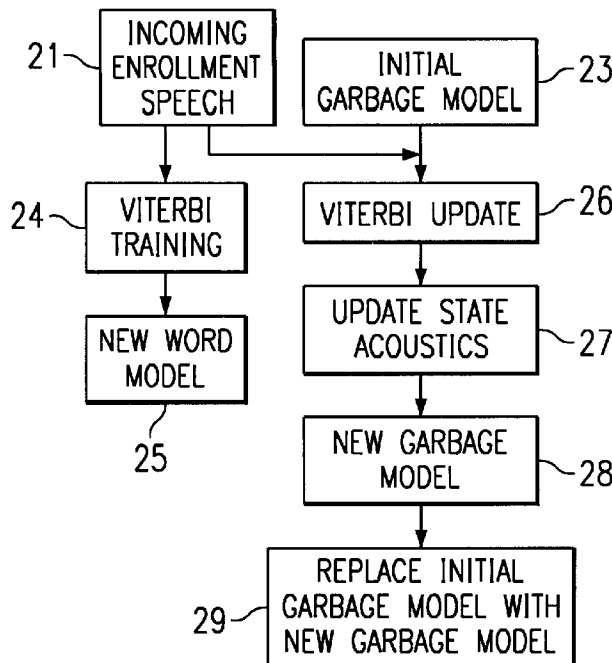 21
INCOMING
ENROLLMENT
SPEECH
INITIAL
GARBAGE MODEL
23
24
VITERBI
TRAINING
VITERBI UPDATE
26
NEW WORD
MODEL
25
UPDATE STATE
ACOUSTICS
27
NEW GARBAGE
MODEL
28
29
REPLACE INITIAL
GARBAGE MODEL WITH
NEW GARBAGE MODEL